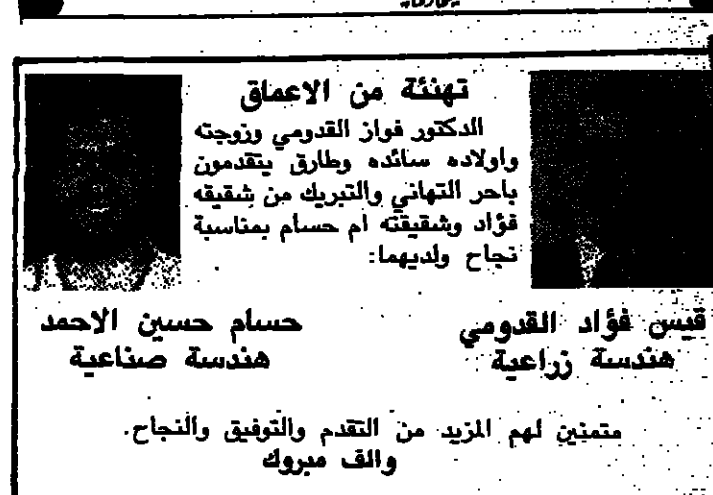 تهنئة من الاعماق
الدكتور فواز القدومي وزوجته
واولاده سائده وطارق يتقدمون
باحر التهاني والتبريك من شقيقه
فؤاد وشقيقته ام حسام بمناسبة
نجاح ولديهما:
قيس فؤاد القدومي
هندسة زراعية
حسام حسين الاحمد
هندسة صناعية
متمنين لهم المزيد من التقدم والتوفيق والنجاح.
والف مبروك